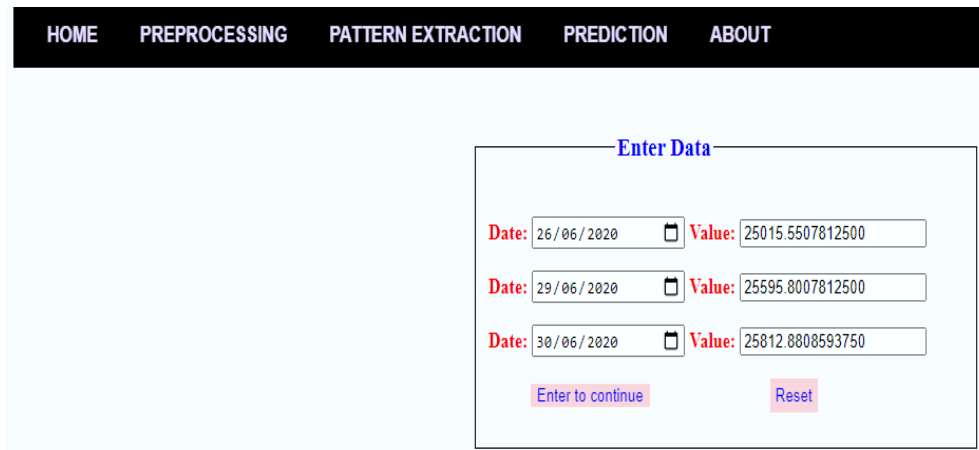 HOME PREPROCESSING PATTERN EXTRACTION PREDICTION ABOUT
Enter Data
Date: 26/06/2020 Value: 25015.5507812500
Date: 29/06/2020 Value: 25595.8007812500
Date: 30/06/2020 Value: 25812.8808593750
Enter to continue Reset